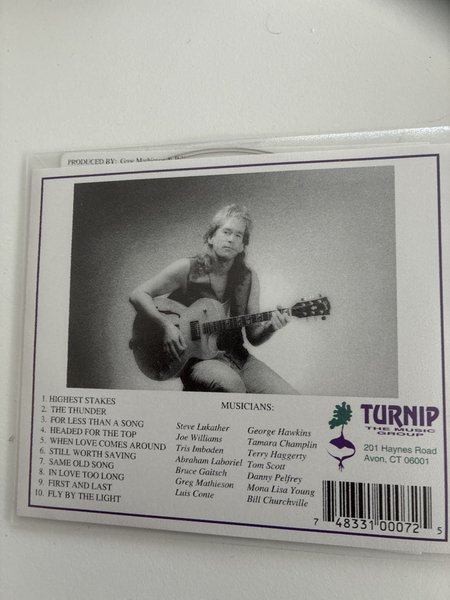 PRODUCED BY: Greg Mathieson &
1. HIGHEST STAKES
2. THE THUNDER
3. FOR LESS THAN A SONG
4. HEADED FOR THE TOP
5. WHEN LOVE COMES AROUND
6. STILL WORTH SAVING
7. SAME OLD SONG
8. IN LOVE TOO LONG
9. FIRST AND LAST
10. FLY BY THE LIGHT
MUSICIANS:
Steve Lukather
Joe Williams
Tris Imboden
Abraham Laboriel
Bruce Gaitsch
Greg Mathieson
Luis Conte
George Hawkins
Tamara Champlin
Terry Haggerty
Tom Scott
Danny Pelfrey
Mona Lisa Young
Bill Churchville
TURNIP
THE MUSIC
GROUP
201 Haynes Road
Avon, CT 06001
7 48331 00072 5